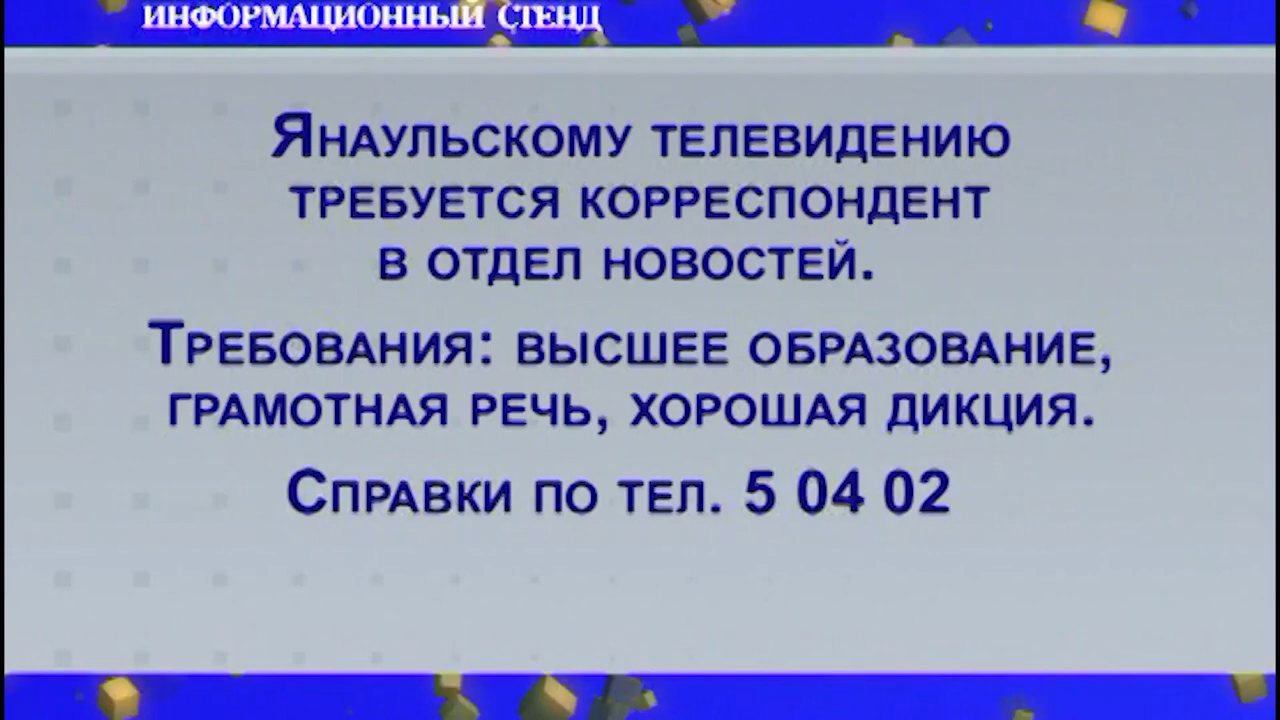 ИНФОРМАЦИОННЫЙ СТЕНД
Янаульскому телевидению
требуется корреспондент
в отдел новостей.
Требования: высшее образование,
грамотная речь, хорошая дикция.
Справки по тел. 5 04 02